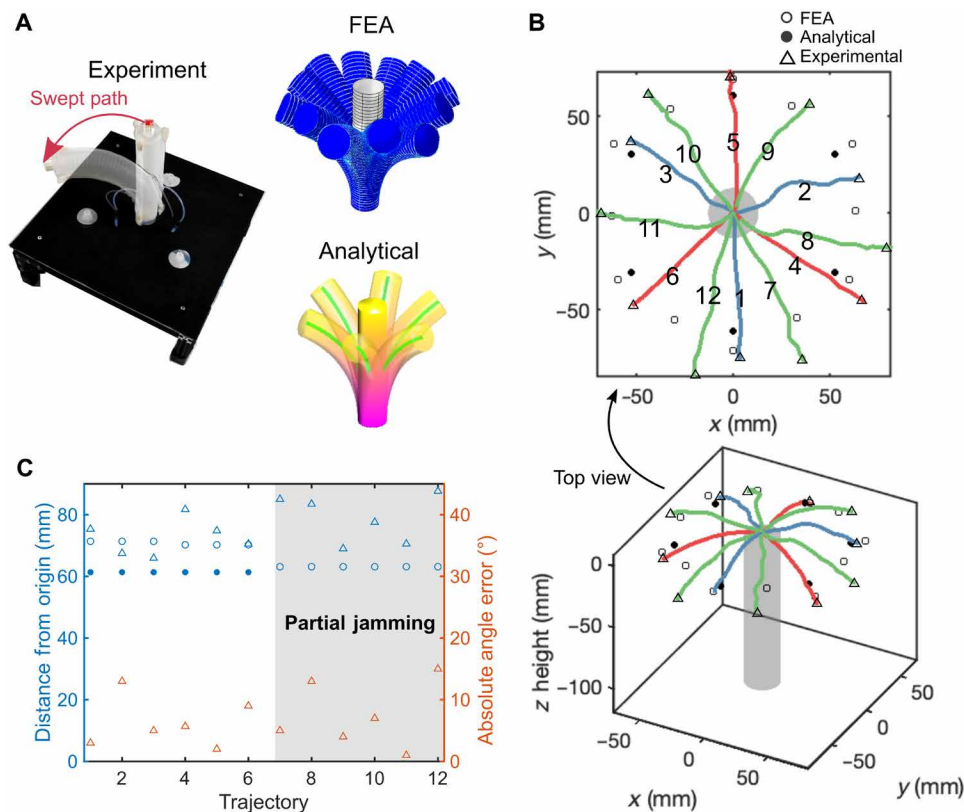 A
Experiment
Swept path
FEA
Analytical
B
FEA
Analytical
Experimental
50
0
−50
y (mm)
−50
0
50
x (mm)
5
10
9
3
2
11
8
6
4
12
1
7
Top view
0
−50
−100
z height (mm)
−50
0
50
x (mm)
50
0
−50
y (mm)
C
80
60
40
20
0
Distance from origin (mm)
40
30
20
10
0
Absolute angle error (°)
Partial jamming
2
4
6
8
10
12
Trajectory